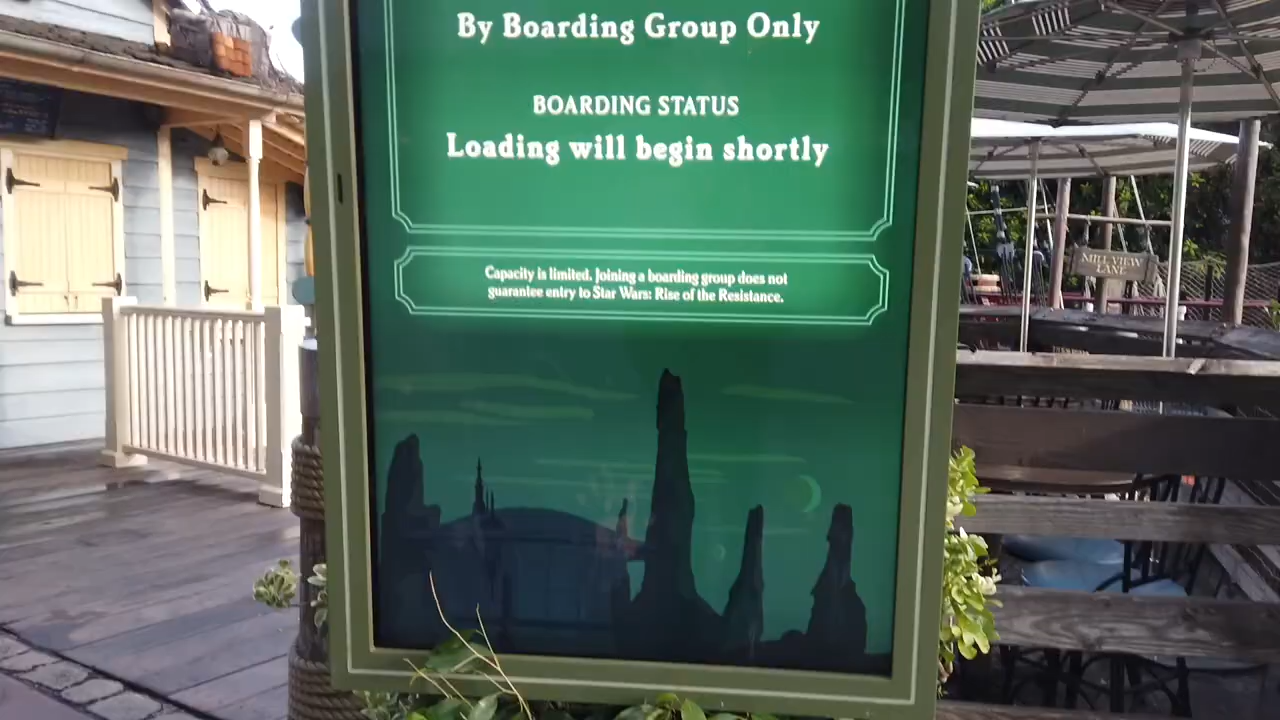 By Boarding Group Only
BOARDING STATUS
Loading will begin shortly
Capacity is limited. Joining a boarding group does not
guarantee entry to Star Wars: Rise of the Resistance.
MILL VIEW
LANE